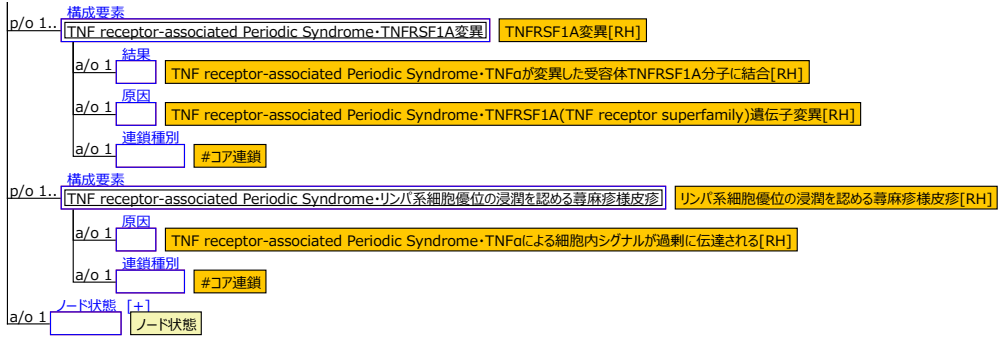 構成要素
p/o 1.. TNF receptor-associated Periodic Syndrome・TNFRSF1A変異 TNFRSF1A変異[RH]
結果
a/o 1 TNF receptor-associated Periodic Syndrome・TNFαが変異した受容体TNFRSF1A分子に結合[RH]
原因
a/o 1 TNF receptor-associated Periodic Syndrome・TNFRSF1A(TNF receptor superfamily)遺伝子変異[RH]
連鎖種別
a/o 1 #コア連鎖
構成要素
p/o 1.. TNF receptor-associated Periodic Syndrome・リンパ系細胞優位の浸潤を認める蕁麻疹様皮疹 リンパ系細胞優位の浸潤を認める蕁麻疹様皮疹[RH]
原因
a/o 1 TNF receptor-associated Periodic Syndrome・TNFαによる細胞内シグナルが過剰に伝達される[RH]
連鎖種別
a/o 1 #コア連鎖
ノード状態 [+]
a/o 1 ノード状態